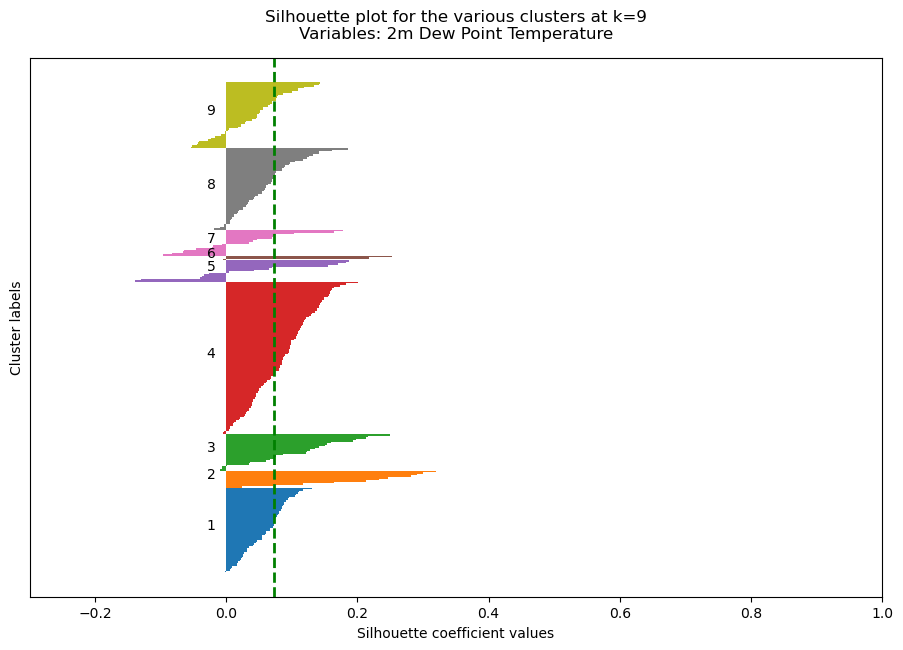 Silhouette plot for the various clusters at k=9
Variables: 2m Dew Point Temperature
Cluster labels
9
8
7
6
5
4
3
2
1
−0.2 0.0 0.2 0.4 0.6 0.8 1.0
Silhouette coefficient values